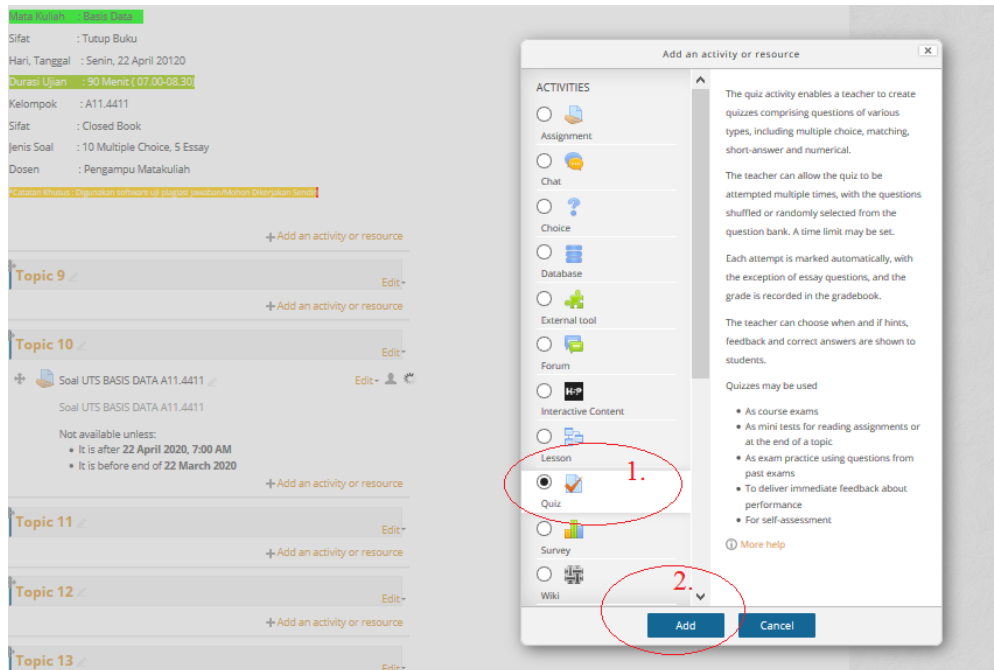 Mata Kuliah : Basis Data
Sifat : Tutup Buku
Hari, Tanggal : Senin, 22 April 20120
Durasi Ujian : 90 Menit ( 07.00-08.30)
Kelompok : A11.4411
Sifat : Closed Book
Jenis Soal : 10 Multiple Choice, 5 Essay
Dosen : Pengampu Matakuliah
*Catatan Khusus : Digunakan software uji plagiasi jawaban/Mohon Dikerjakan Sendiri
Add an activity or resource
Topic 9
Edit
Add an activity or resource
Topic 10
Edit
Soal UTS BASIS DATA A11.4411
Edit
Soal UTS BASIS DATA A11.4411
Not available unless:
It is after 22 April 2020, 7:00 AM
It is before end of 22 March 2020
Add an activity or resource
Topic 11
Edit
Add an activity or resource
Topic 12
Edit
Add an activity or resource
Topic 13
Edit
Add an activity or resource
x
ACTIVITIES
Assignment
Chat
Choice
Database
External tool
Forum
H-P
Interactive Content
Lesson
1.
Quiz
Survey
Wiki
2.
The quiz activity enables a teacher to create
quizzes comprising questions of various
types, including multiple choice, matching,
short-answer and numerical.
The teacher can allow the quiz to be
attempted multiple times, with the questions
shuffled or randomly selected from the
question bank. A time limit may be set.
Each attempt is marked automatically, with
the exception of essay questions, and the
grade is recorded in the gradebook.
The teacher can choose when and if hints,
feedback and correct answers are shown to
students.
Quizzes may be used
As course exams
As mini tests for reading assignments or
at the end of a topic
As exam practice using questions from
past exams
To deliver immediate feedback about
performance
For self-assessment
More help
Add
Cancel